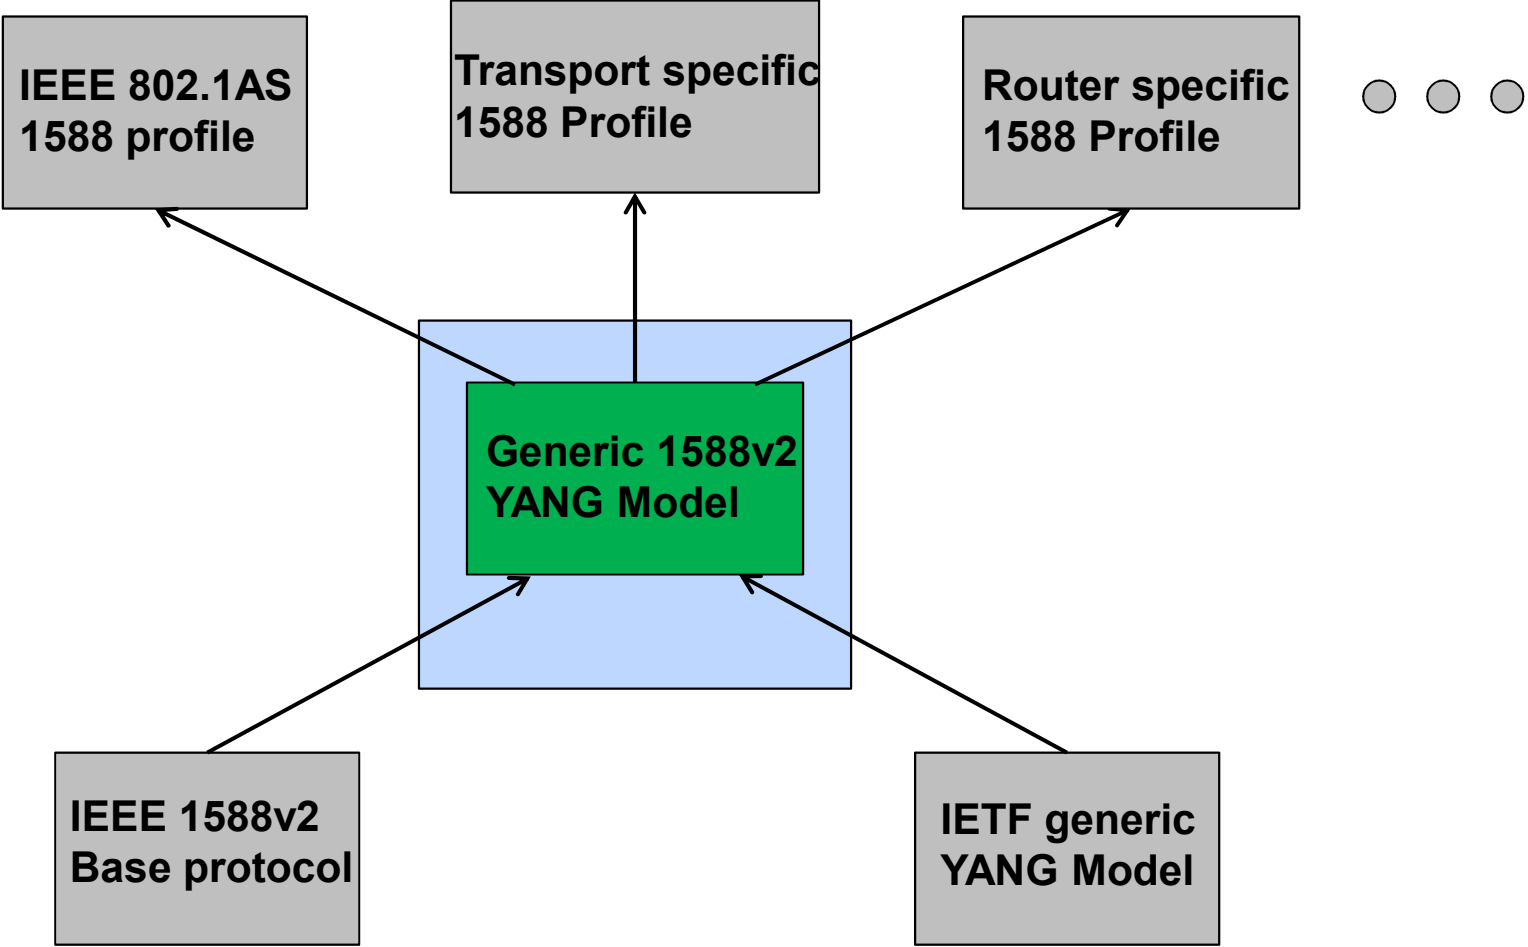 IEEE 802.1AS
1588 profile
Transport specific
1588 Profile
Router specific
1588 Profile
Generic 1588v2
YANG Model
IEEE 1588v2
Base protocol
IETF generic
YANG Model